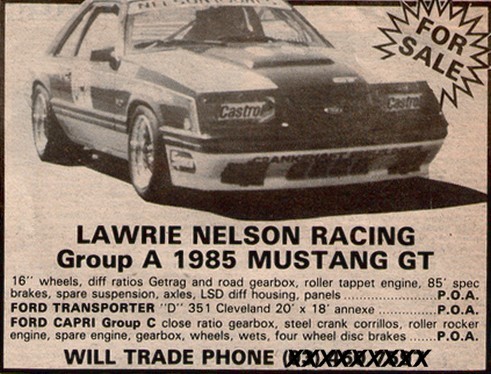 NELSON RACING
FOR
SALE
Castrol
Castrol
CRANKSHAFT
LAWRIE NELSON RACING
Group A 1985 MUSTANG GT
16'' wheels, diff ratios Getrag and road gearbox, roller tappet engine, 85' spec
brakes, spare suspension, axles, LSD diff housing, panels ........................P.O.A.
FORD TRANSPORTER "D" 351 Cleveland 20' x 18' annexe ................P.O.A.
FORD CAPRI Group C close ratio gearbox, steel crank corrillos, roller rocker
engine, spare engine, gearbox, wheels, wets, four wheel disc brakes .....P.O.A.
WILL TRADE PHONE